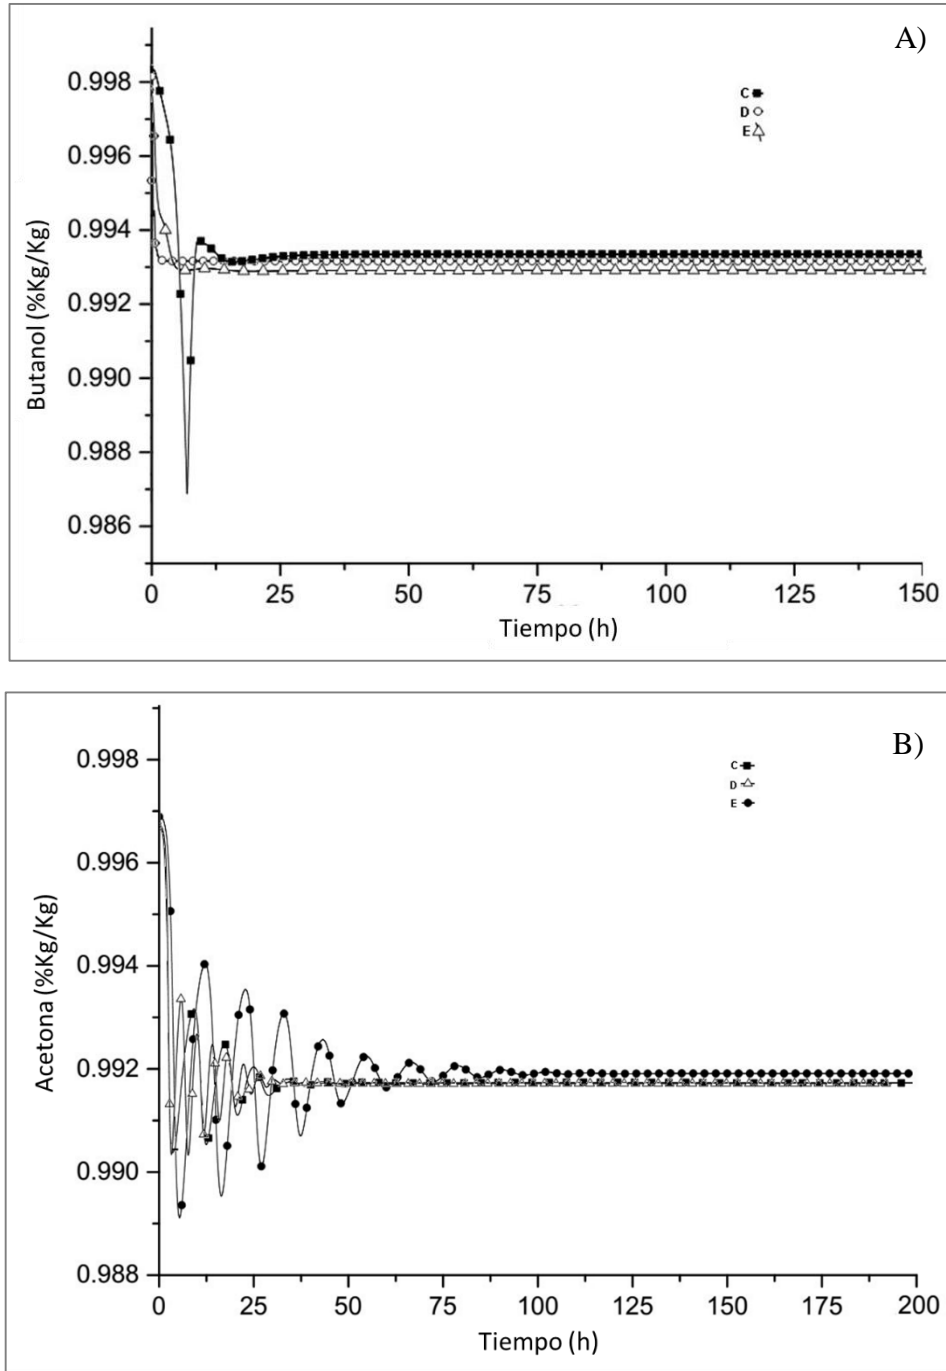 A)
0.998
C
D
0.996
E
0.994
0.992
0.990
0.988
0.986
Butanol (%Kg/Kg)
0 25 50 75 100 125 150
Tiempo (h)
B)
0.998
C
D
E
0.996
0.994
0.992
0.990
0.988
Acetona (%Kg/Kg)
0 25 50 75 100 125 150 175 200
Tiempo (h)